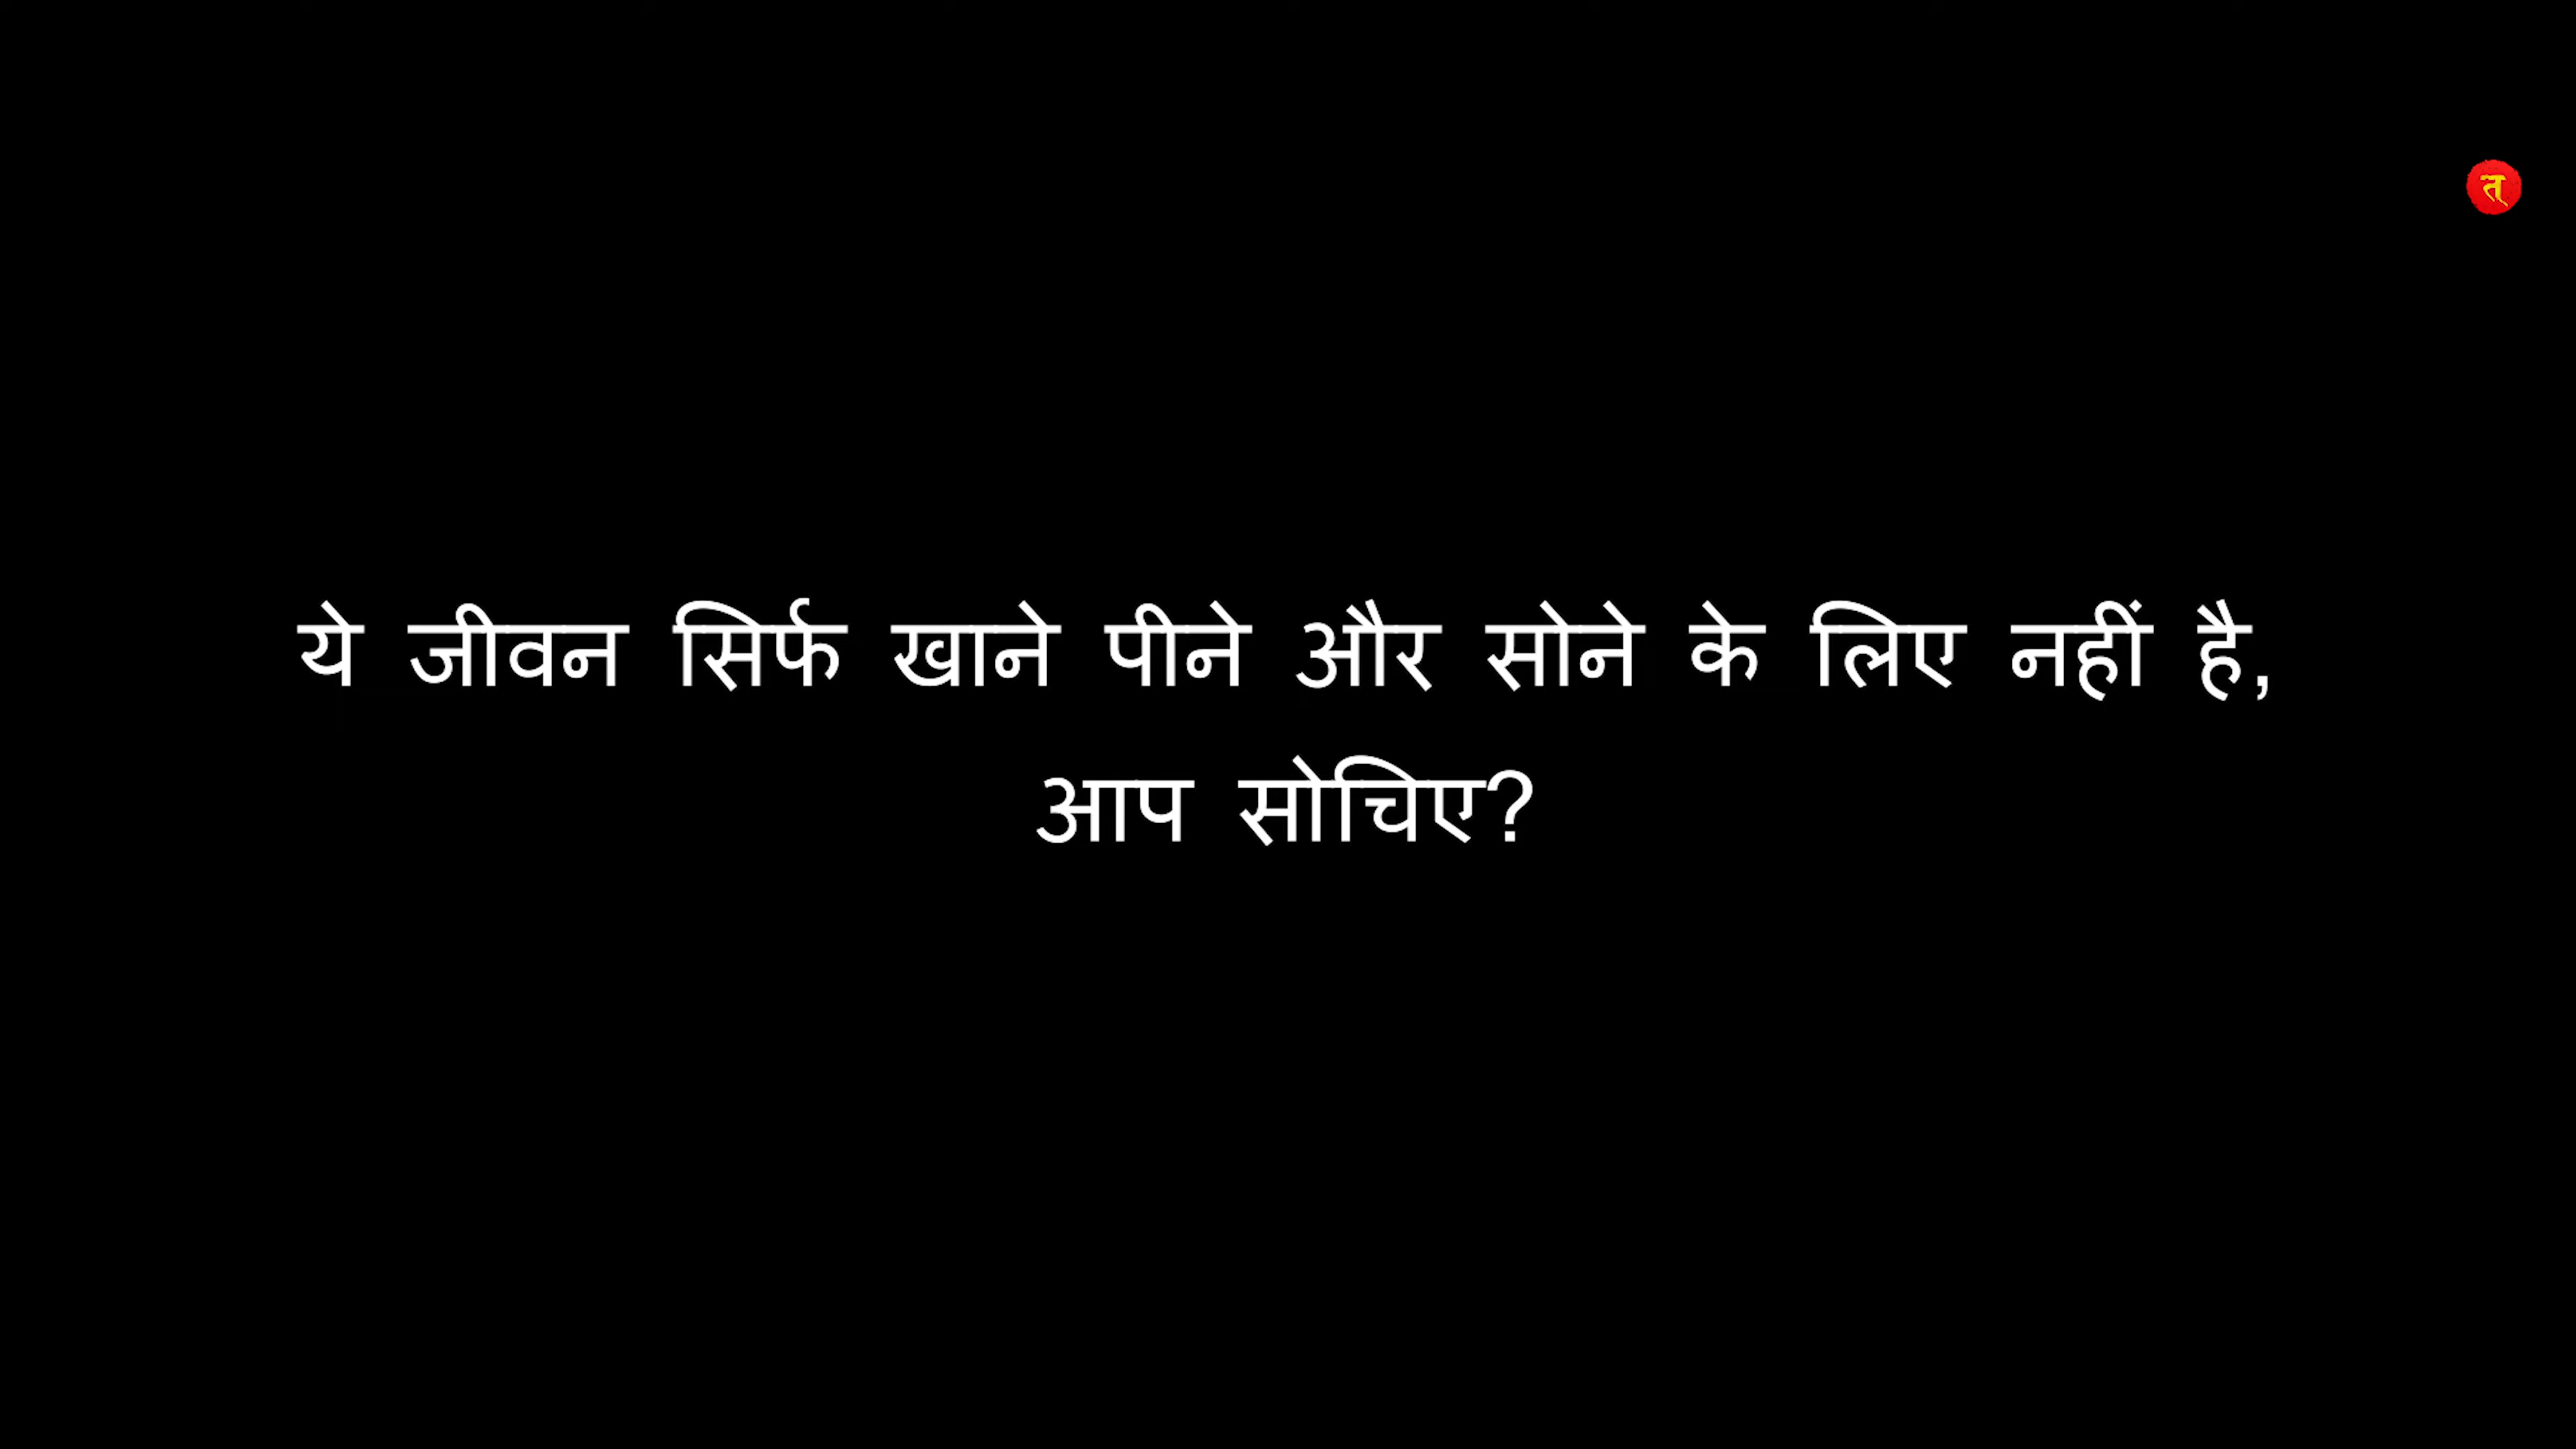 त्
ये जीवन सिर्फ खाने पीने और सोने के लिए नहीं है,
आप सोचिए?